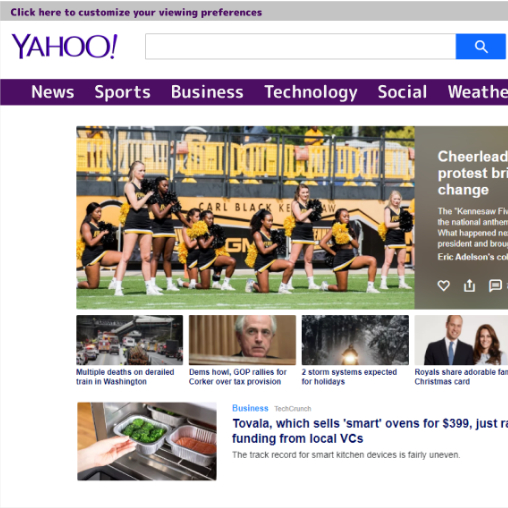 Click here to customize your viewing preferences
YAHOO!
News Sports Business Technology Social Weathe
CARL BLACK KE
GM
Cheerlead
protest bri
change
The "Kennesaw Fiv
the national anthem
What happened ne
president and broug
Eric Adelson's col
Multiple deaths on derailed
train in Washington
Dems howl, GOP rallies for
Corker over tax provision
2 storm systems expected
for holidays
Royals share adorable fam
Christmas card
Business TechCrunch
Tovala, which sells 'smart' ovens for $399, just ra
funding from local VCs
The track record for smart kitchen devices is fairly uneven.